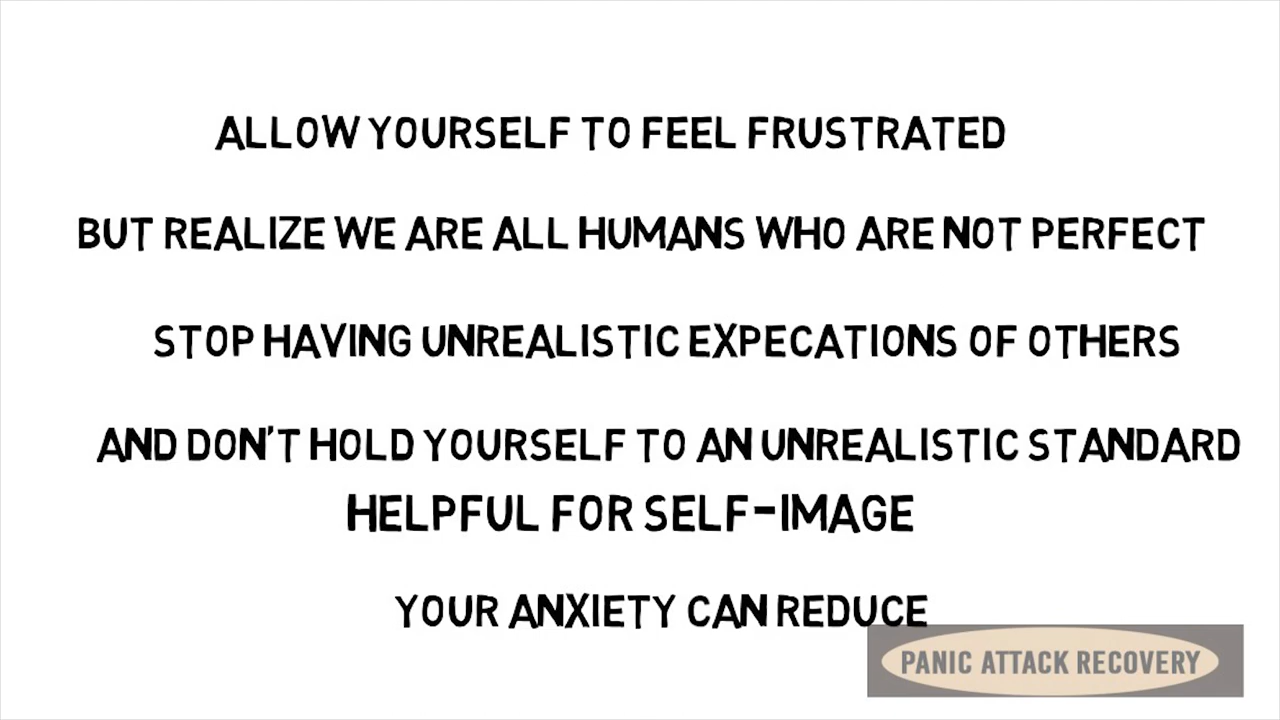 ALLOW YOURSELF TO FEEL FRUSTRATED
BUT REALIZE WE ARE ALL HUMANS WHO ARE NOT PERFECT
STOP HAVING UNREALISTIC EXPECATIONS OF OTHERS
AND DON'T HOLD YOURSELF TO AN UNREALISTIC STANDARD
HELPFUL FOR SELF-IMAGE
YOUR ANXIETY CAN REDUCE
PANIC ATTACK RECOVERY